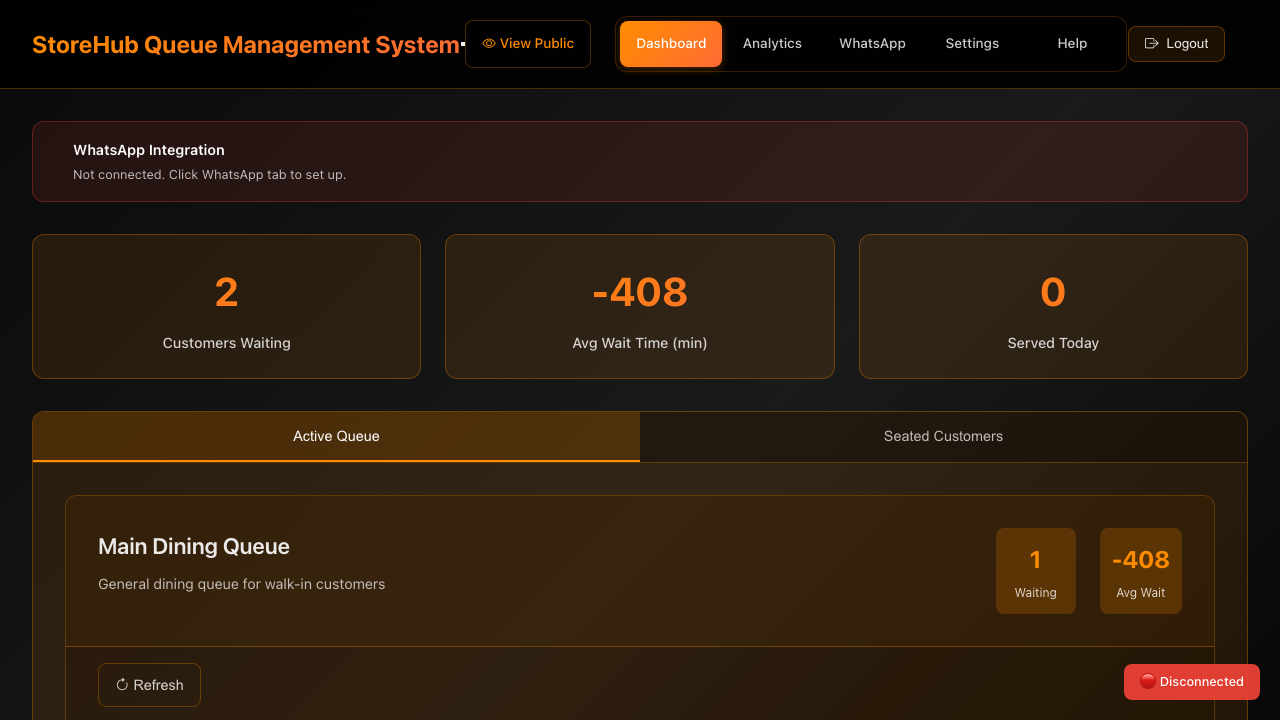 StoreHub Queue Management System
View Public
Dashboard
Analytics
WhatsApp
Settings
Help
Logout
WhatsApp Integration
Not connected. Click WhatsApp tab to set up.
2
Customers Waiting
-408
Avg Wait Time (min)
0
Served Today
Active Queue
Seated Customers
Main Dining Queue
General dining queue for walk-in customers
1
Waiting
-408
Avg Wait
Refresh
Disconnected